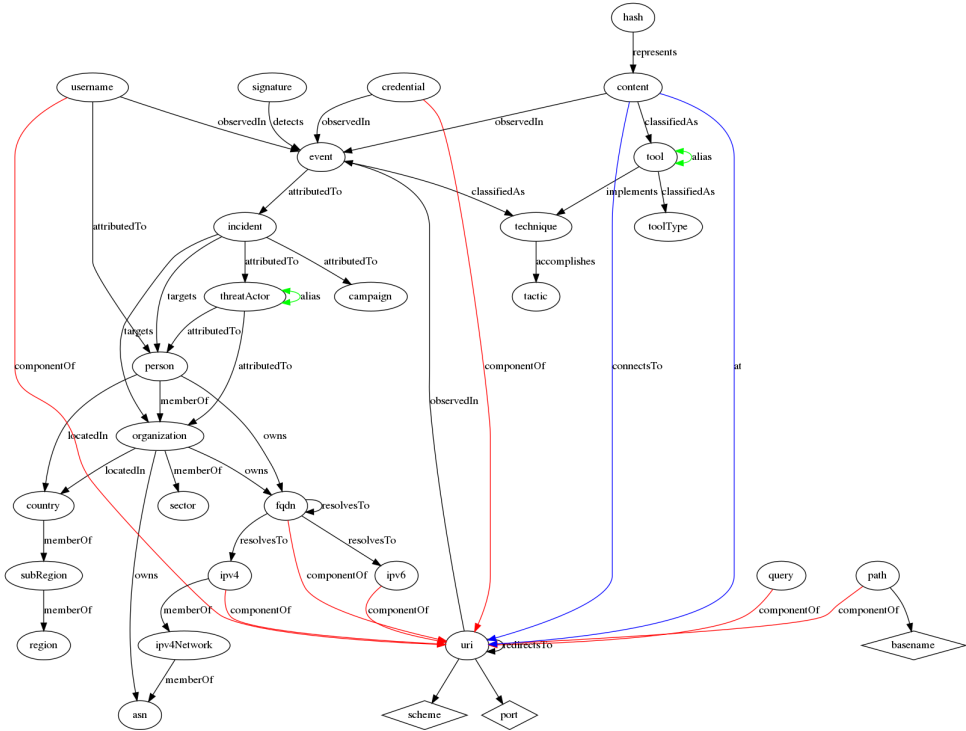 hash
represents
username
signature
credential
content
observedIn
detects
observedIn
observedIn
classifiedAs
event
tool
alias
attributedTo
classifiedAs
implements
classifiedAs
attributedTo
incident
technique
toolType
attributedTo
attributedTo
accomplishes
targets
threatActor
alias
campaign
tactic
targets
attributedTo
componentOf
person
attributedTo
componentOf
connectsTo
at
memberOf
observedIn
locatedIn
organization
owns
locatedIn
memberOf
owns
country
sector
fqdn
resolvesTo
memberOf
resolvesTo
resolvesTo
subRegion
owns
ipv4
componentOf
ipv6
query
path
memberOf
memberOf
componentOf
componentOf
componentOf
componentOf
region
ipv4Network
uri
redirectsTo
basename
memberOf
asn
scheme
port